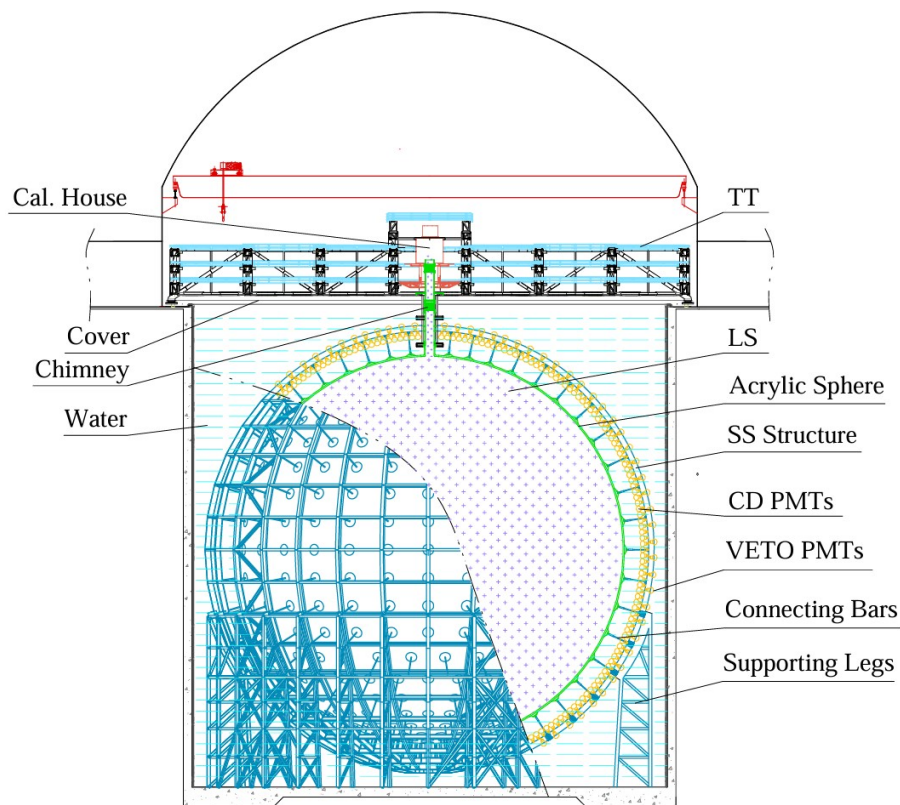 Cal. House
TT
Cover
Chimney
Water
LS
Acrylic Sphere
SS Structure
CD PMTs
VETO PMTs
Connecting Bars
Supporting Legs